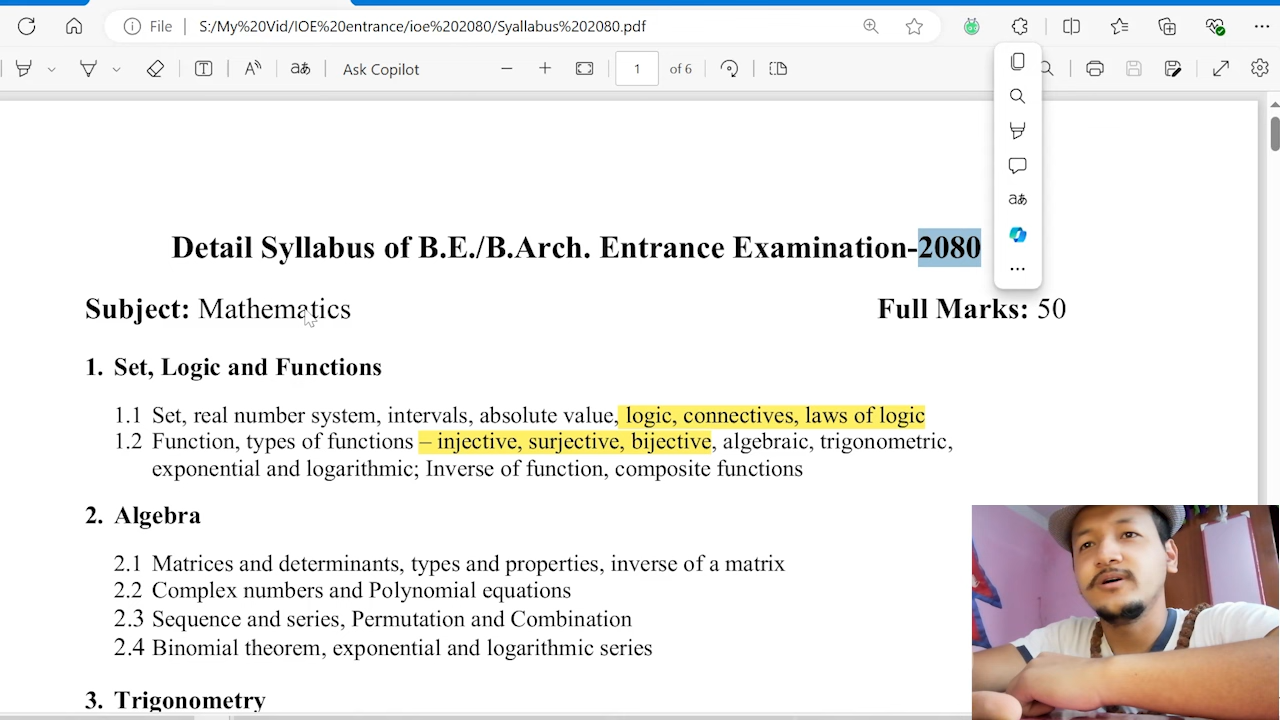 File
S:/My%20Vid/IOE%20entrance/ioe%202080/Syallabus%202080.pdf
Ask Copilot
1 of 6
Detail Syllabus of B.E./B.Arch. Entrance Examination-2080
Subject: Mathematics Full Marks: 50
1. Set, Logic and Functions
1.1 Set, real number system, intervals, absolute value, logic, connectives, laws of logic
1.2 Function, types of functions – injective, surjective, bijective, algebraic, trigonometric,
exponential and logarithmic; Inverse of function, composite functions
2. Algebra
2.1 Matrices and determinants, types and properties, inverse of a matrix
2.2 Complex numbers and Polynomial equations
2.3 Sequence and series, Permutation and Combination
2.4 Binomial theorem, exponential and logarithmic series
3. Trigonometry